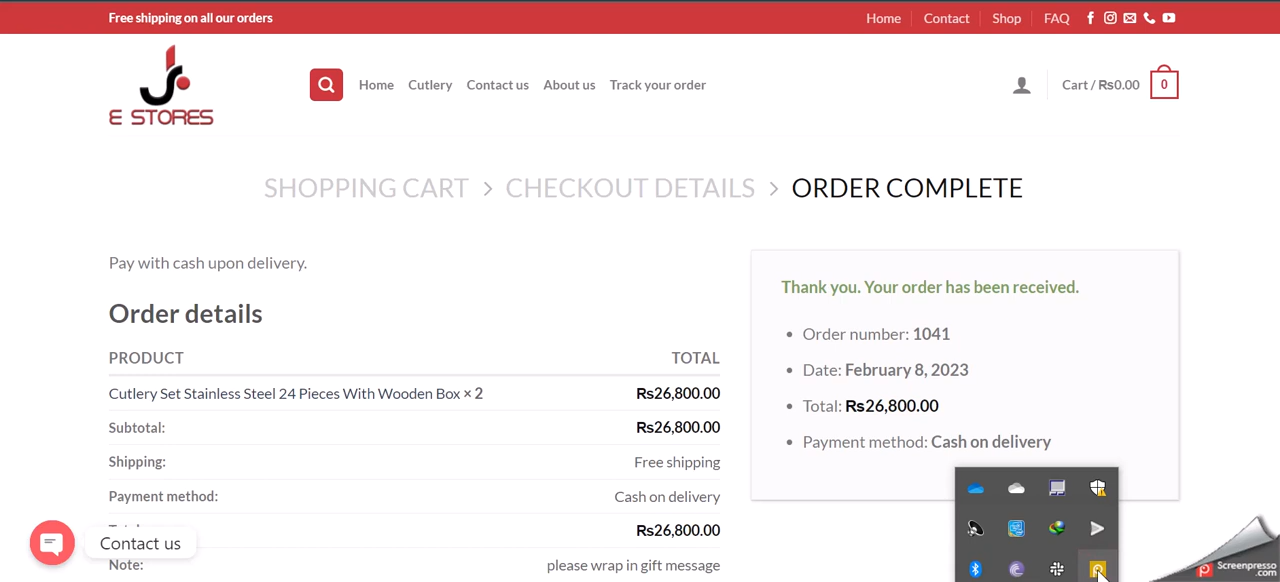 Free shipping on all our orders
Home Contact Shop FAQ
E STORES
Home Cutlery Contact us About us Track your order
Cart / ₨0.00 0
SHOPPING CART > CHECKOUT DETAILS > ORDER COMPLETE
Pay with cash upon delivery.
Order details
PRODUCT TOTAL
Cutlery Set Stainless Steel 24 Pieces With Wooden Box × 2 ₨26,800.00
Subtotal: ₨26,800.00
Shipping: Free shipping
Payment method: Cash on delivery
₨26,800.00
Note: please wrap in gift message
Contact us
Thank you. Your order has been received.
• Order number: 1041
• Date: February 8, 2023
• Total: ₨26,800.00
• Payment method: Cash on delivery
Screenpresso
.com